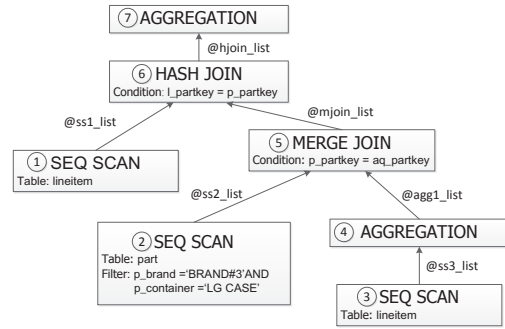 7 AGGREGATION
@hjoin_list
6 HASH JOIN
Condition: l_partkey = p_partkey
@ss1_list
@mjoin_list
1 SEQ SCAN
Table: lineitem
5 MERGE JOIN
Condition: p_partkey = aq_partkey
@ss2_list
@agg1_list
2 SEQ SCAN
Table: part
Filter: p_brand =‘BRAND#3’AND
p_container =‘LG CASE’
4 AGGREGATION
@ss3_list
3 SEQ SCAN
Table: lineitem